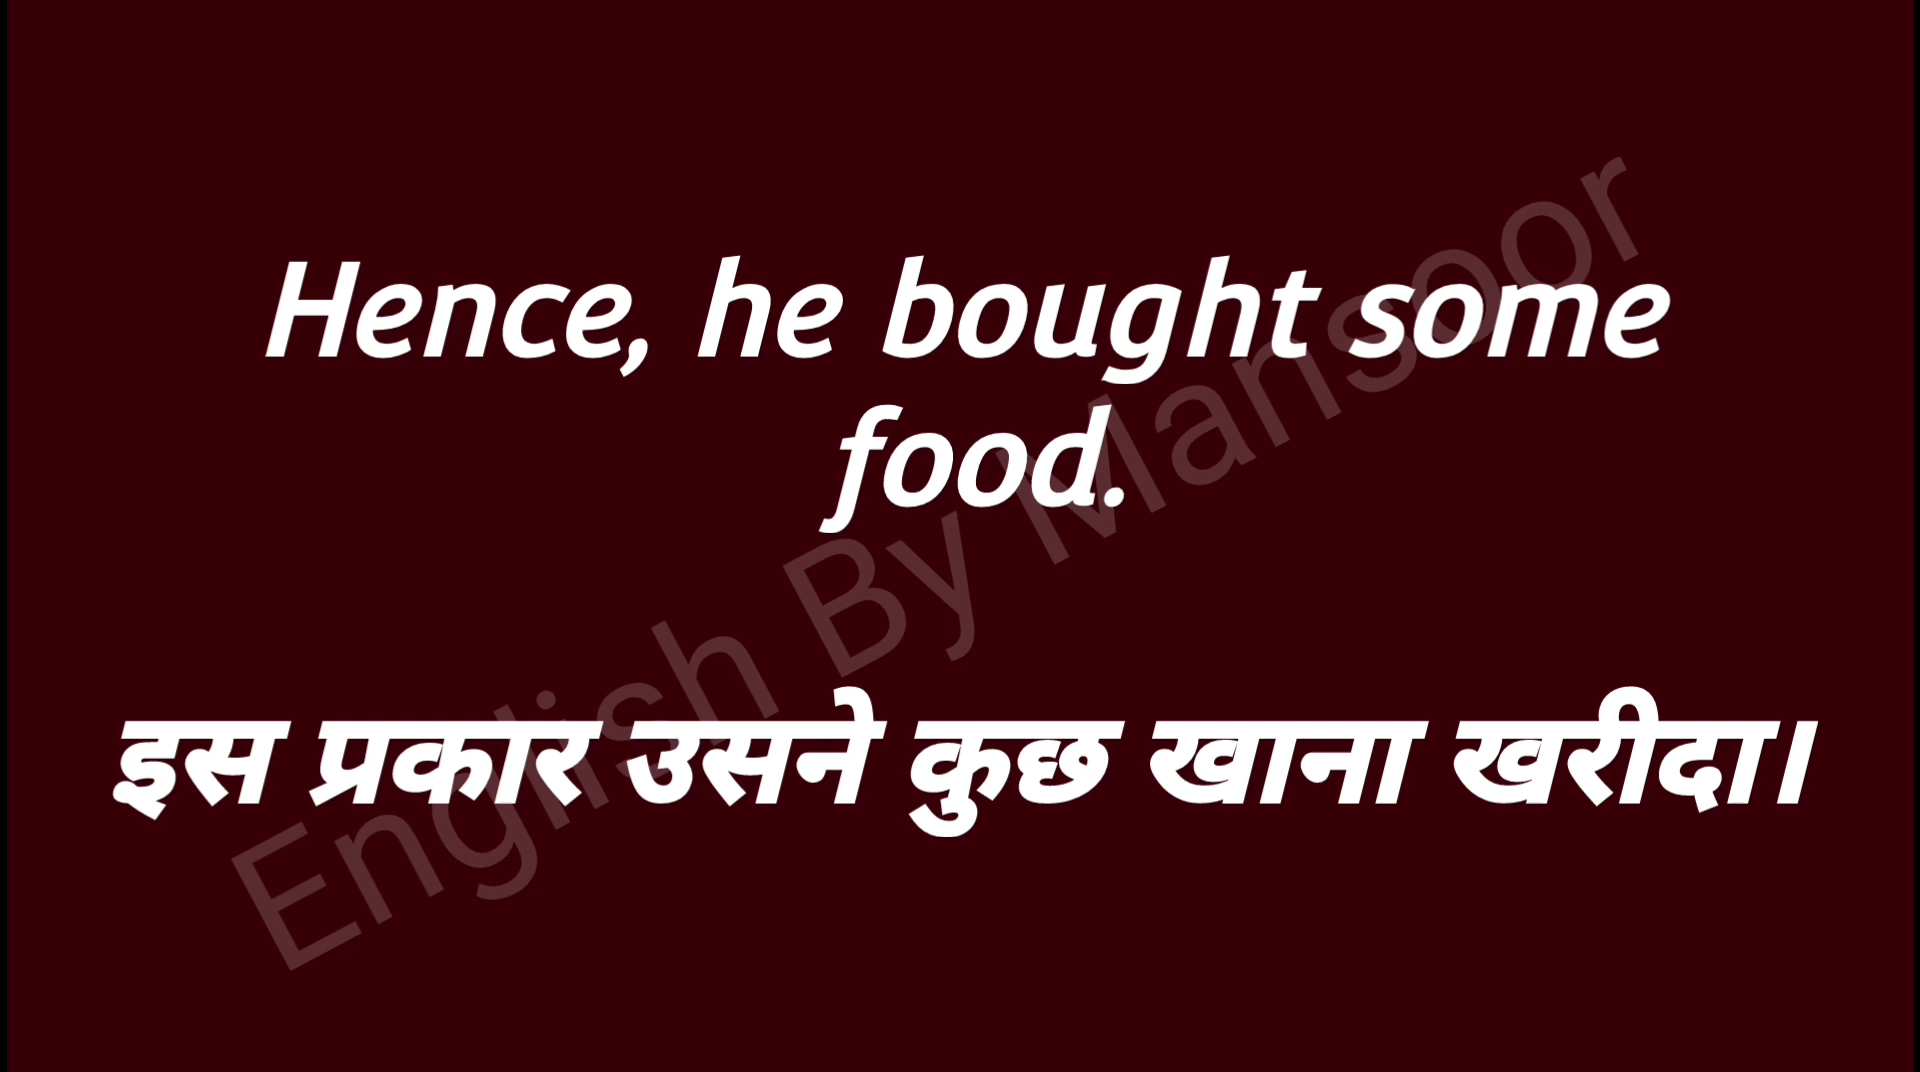 Hence, he bought some
food.
इस प्रकार उसने कुछ खाना खरीदा।
English By Mansoor